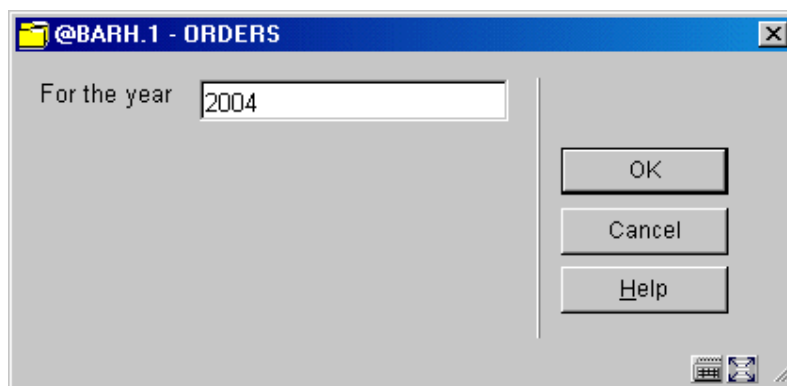 @BARH.1 - ORDERS
For the year 2004
OK
Cancel
Help